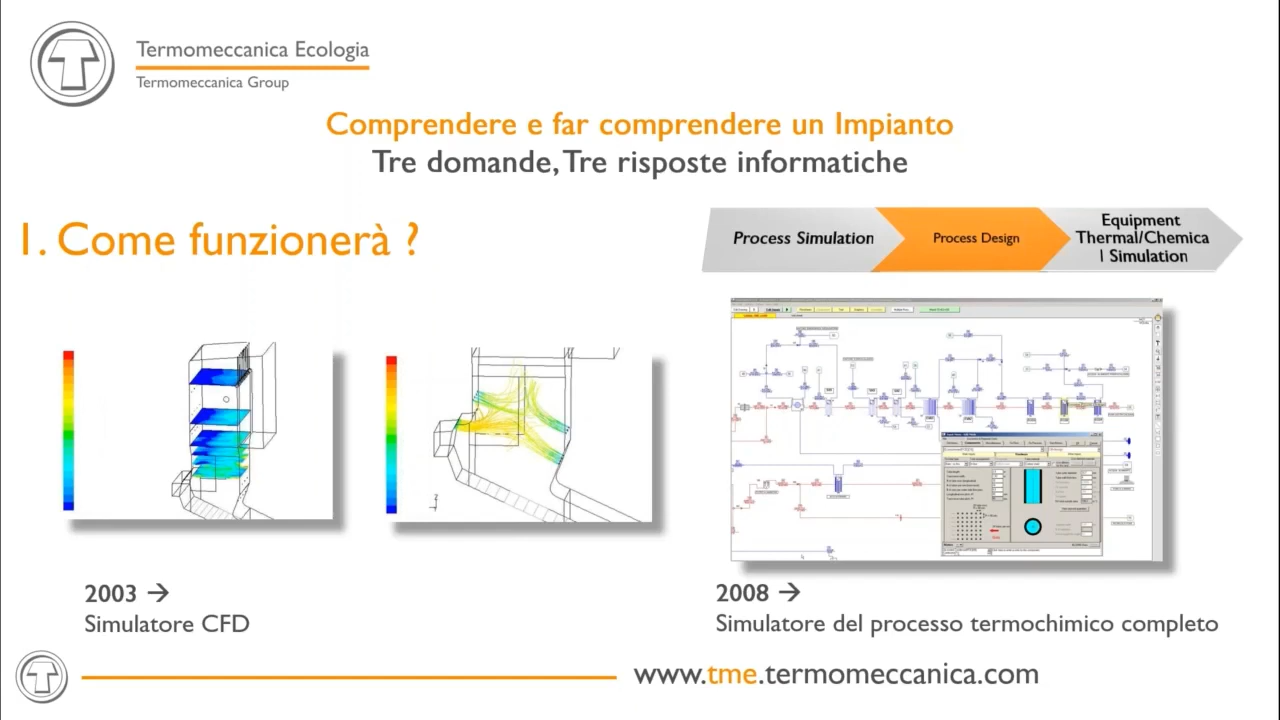 Termomeccanica Ecologia
Termomeccanica Group
Comprendere e far comprendere un Impianto
Tre domande, Tre risposte informatiche
1. Come funzionerà ?
Process Simulation
Process Design
Equipment
Thermal/Chemica
l Simulation
2003 →
Simulatore CFD
2008 →
Simulatore del processo termochimico completo
www.tme.termomeccanica.com